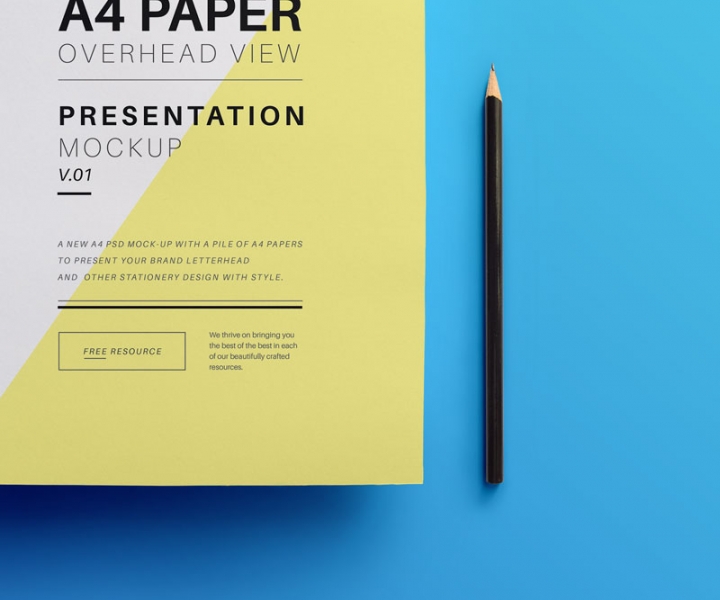 A4 PAPER
OVERHEAD VIEW
PRESENTATION
MOCKUP
V.01
A NEW A4 PSD MOCK-UP WITH A PILE OF A4 PAPERS
TO PRESENT YOUR BRAND LETTERHEAD
AND OTHER STATIONERY DESIGN WITH STYLE.
FREE RESOURCE
We thrive on bringing you
the best of the best in each
of our beautifully crafted
resources.